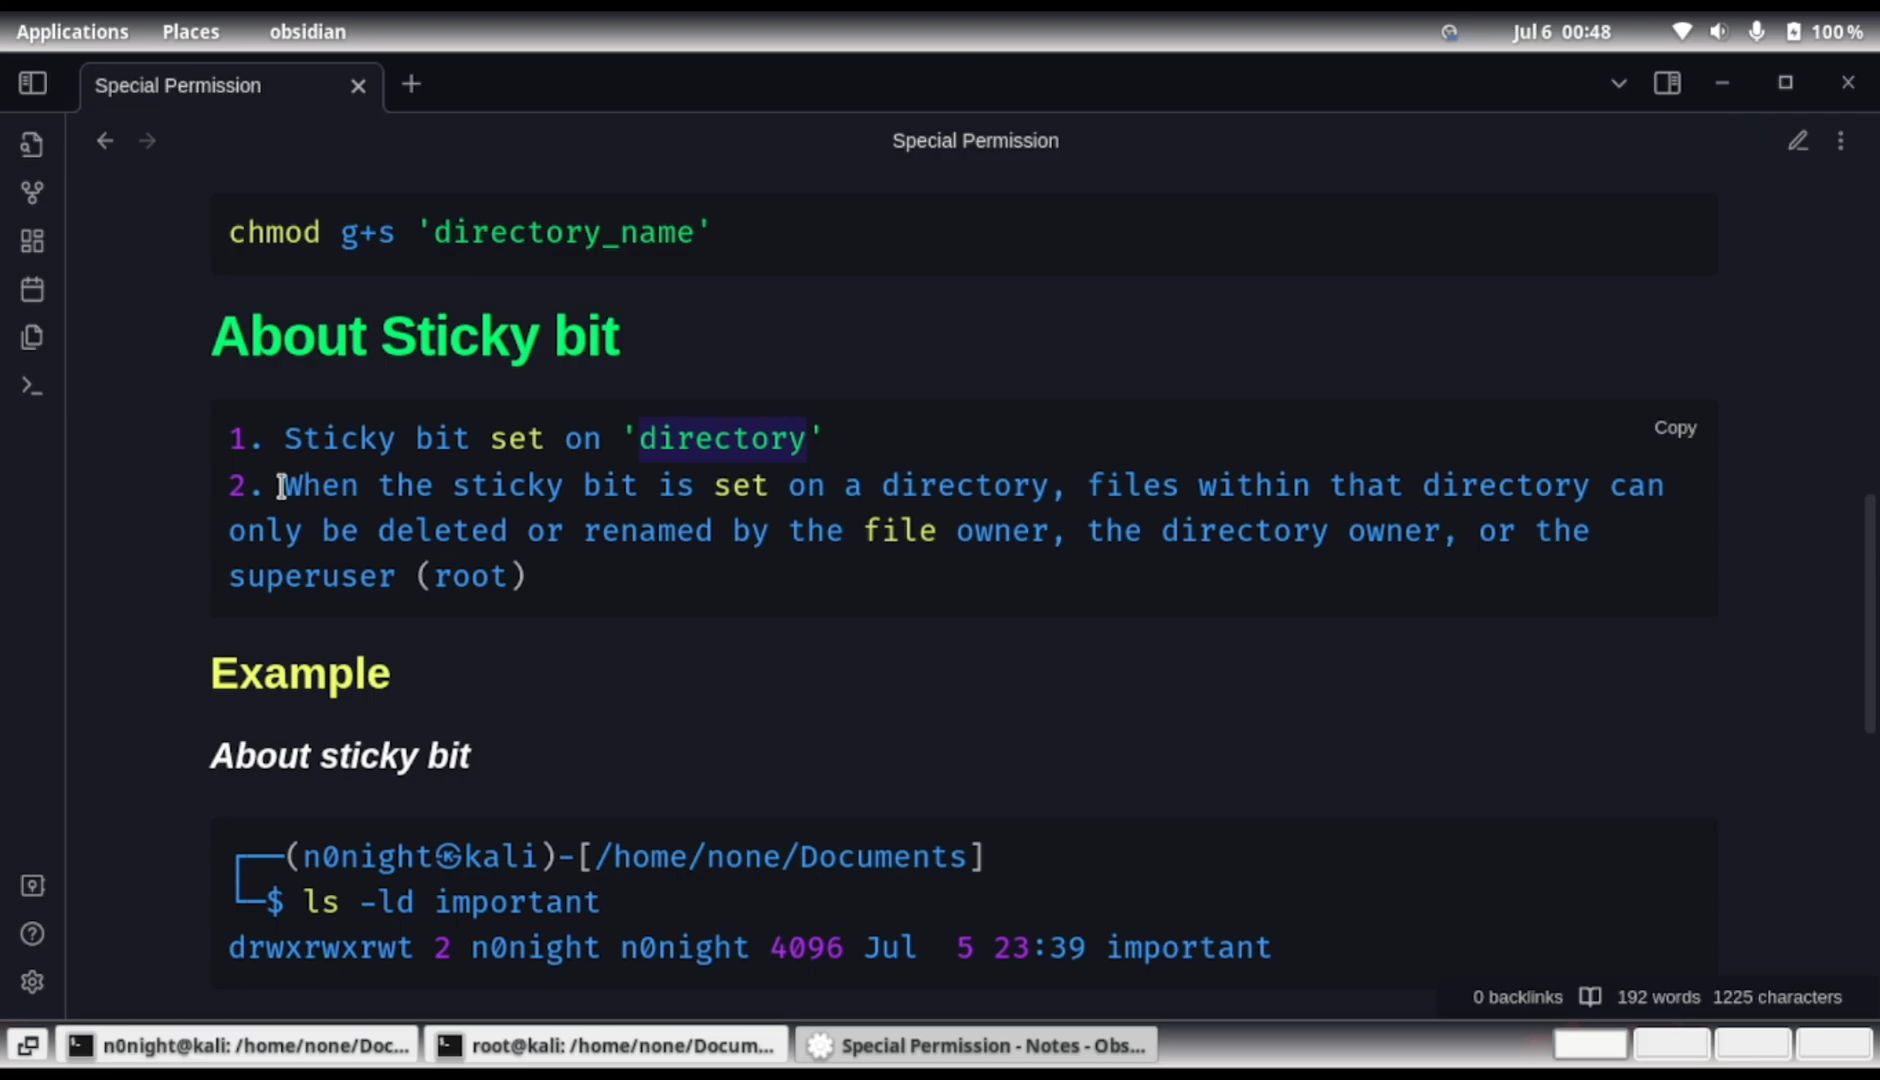 Applications Places obsidian Jul 6 00:48 100 %
Special Permission
Special Permission
chmod g+s 'directory_name'
About Sticky bit
Copy
1. Sticky bit set on 'directory'
2. When the sticky bit is set on a directory, files within that directory can
only be deleted or renamed by the file owner, the directory owner, or the
superuser (root)
Example
About sticky bit
┌──(n0night㉿kali)-[/home/none/Documents]
└─$ ls -ld important
drwxrwxrwt 2 n0night n0night 4096 Jul  5 23:39 important
0 backlinks 192 words 1225 characters
n0night@kali: /home/none/Doc... root@kali: /home/none/Docum... Special Permission - Notes - Obs...